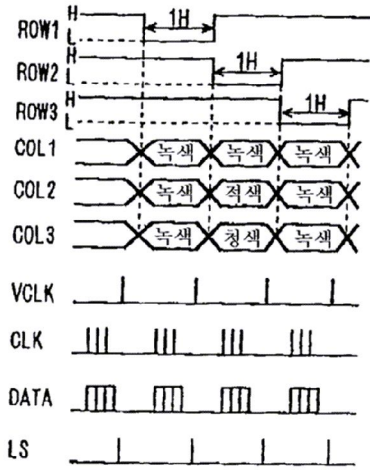 ROW1 H L 1H
ROW2 H L 1H
ROW3 H L 1H
COL1 녹색 녹색 녹색
COL2 녹색 적색 녹색
COL3 녹색 청색 녹색
VCLK
CLK
DATA
LS